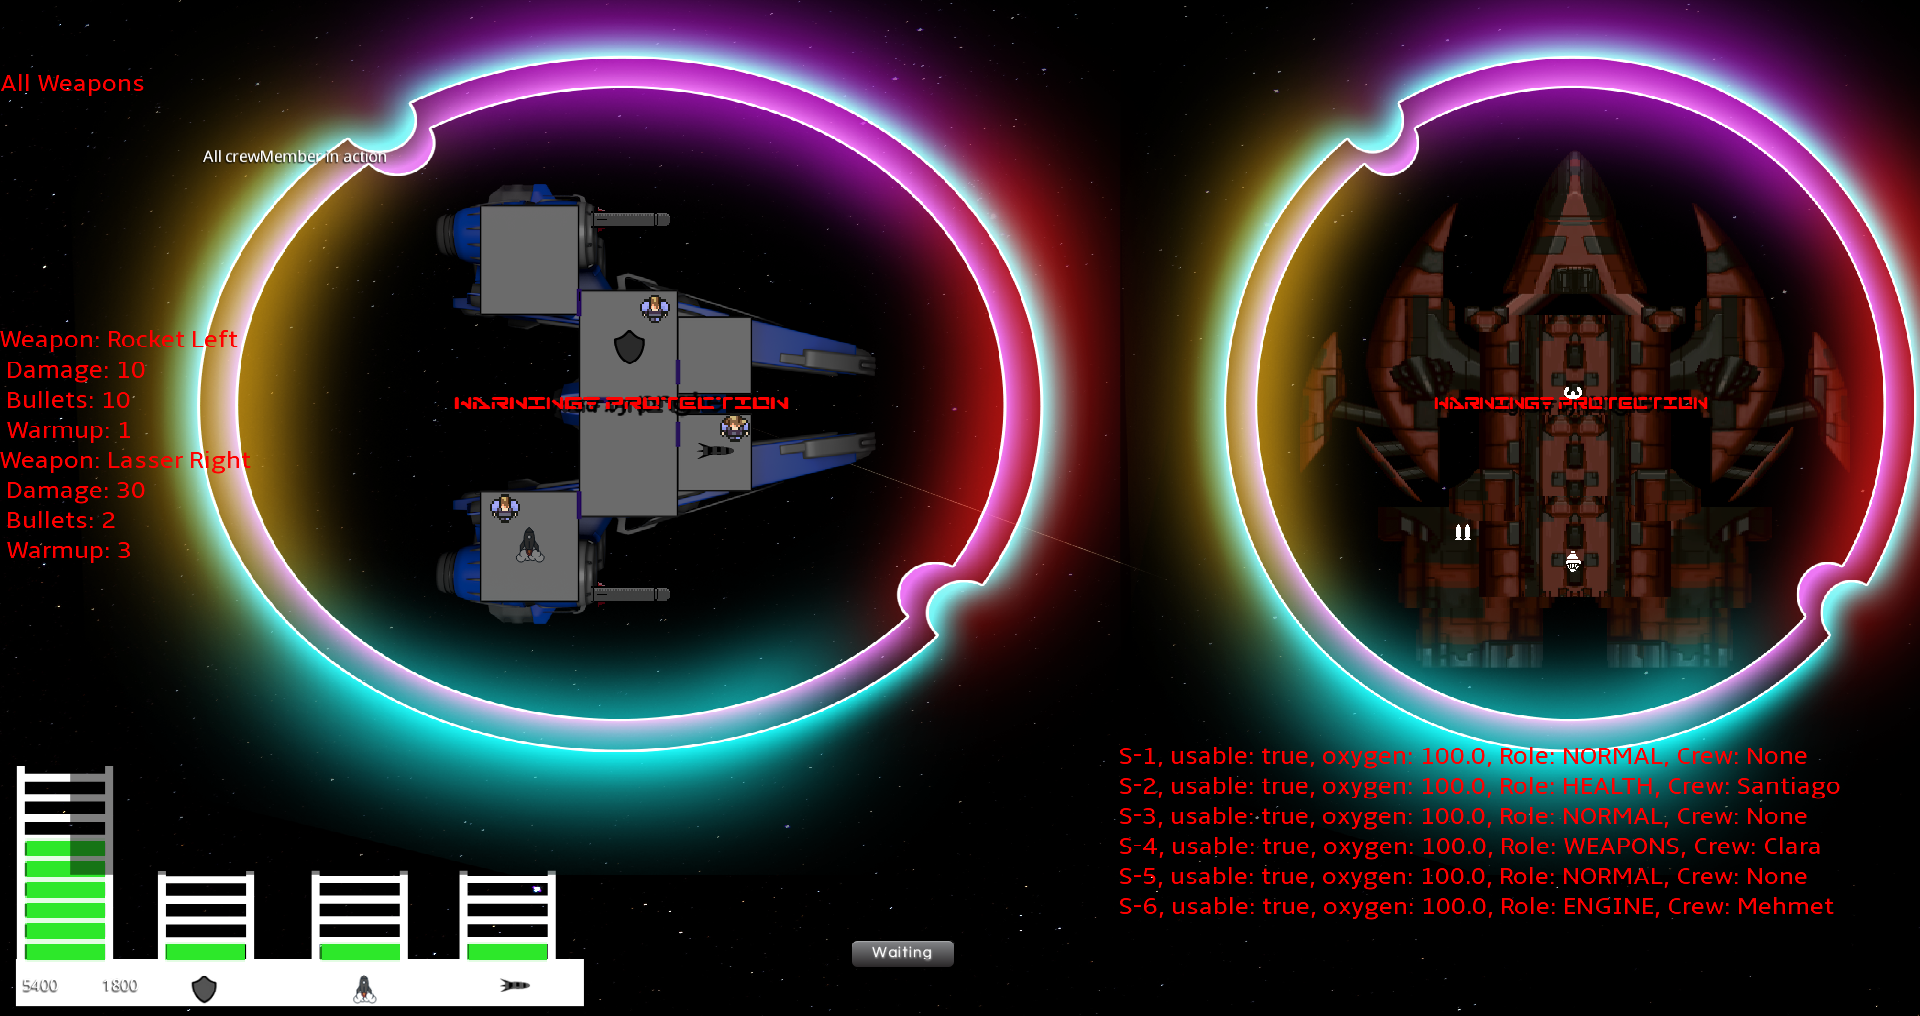 All Weapons
All crewMember in action
Weapon: Rocket Left
Damage: 10
Bullets: 10
Warmup: 1
Weapon: Lasser Right
Damage: 30
Bullets: 2
Warmup: 3
PROTECTION
PROTECTION
S-1, usable: true, oxygen: 100.0, Role: NORMAL, Crew: None
S-2, usable: true, oxygen: 100.0, Role: HEALTH, Crew: Santiago
S-3, usable: true, oxygen: 100.0, Role: NORMAL, Crew: None
S-4, usable: true, oxygen: 100.0, Role: WEAPONS, Crew: Clara
S-5, usable: true, oxygen: 100.0, Role: NORMAL, Crew: None
S-6, usable: true, oxygen: 100.0, Role: ENGINE, Crew: Mehmet
Waiting
5400 1800